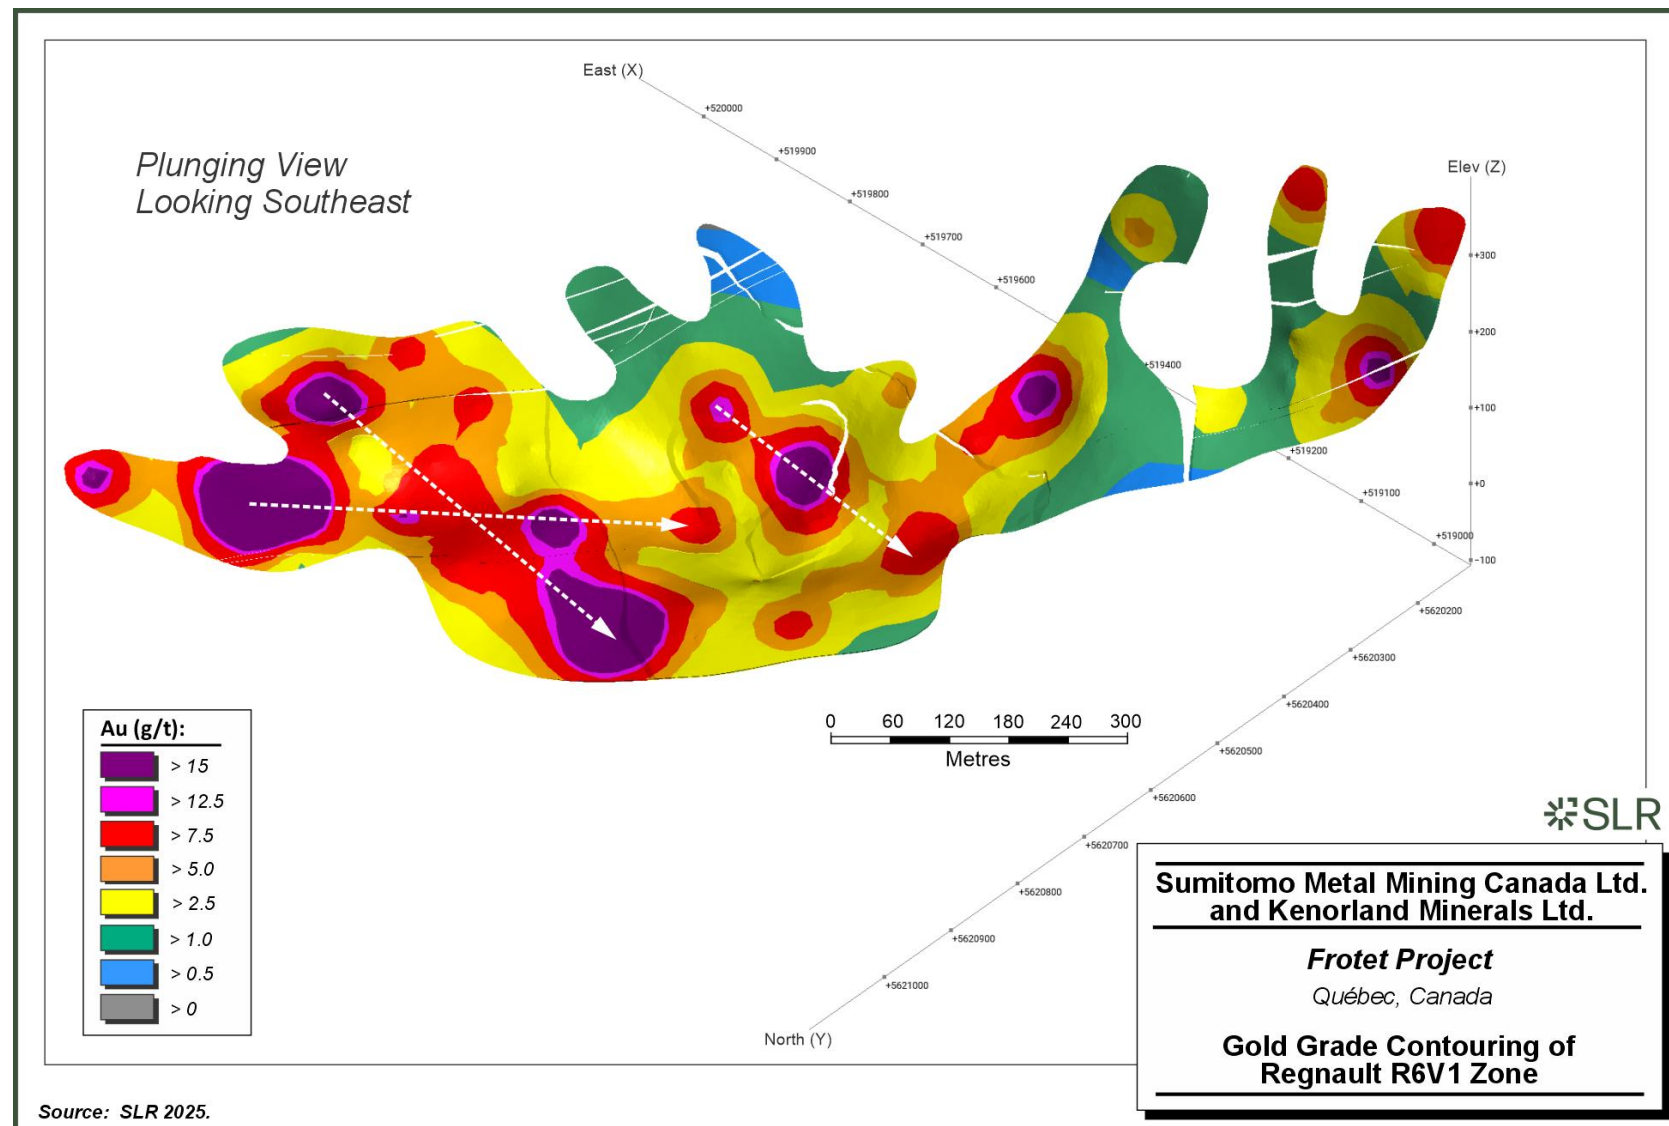 East (X)
+520000
+519900
+519800
+519700
+519600
+519400
+519200
+519100
+519000
Plunging View
Looking Southeast
Elev (Z)
+300
+200
+100
+0
-100
+5620200
+5620300
+5620400
+5620500
+5620600
+5620700
+5620800
+5620900
+5621000
North (Y)
0 60 120 180 240 300
Metres
Au (g/t):
> 15
> 12.5
> 7.5
> 5.0
> 2.5
> 1.0
> 0.5
> 0
SLR
Sumitomo Metal Mining Canada Ltd.
and Kenorland Minerals Ltd.
Frotet Project
Québec, Canada
Gold Grade Contouring of
Regnault R6V1 Zone
Source: SLR 2025.